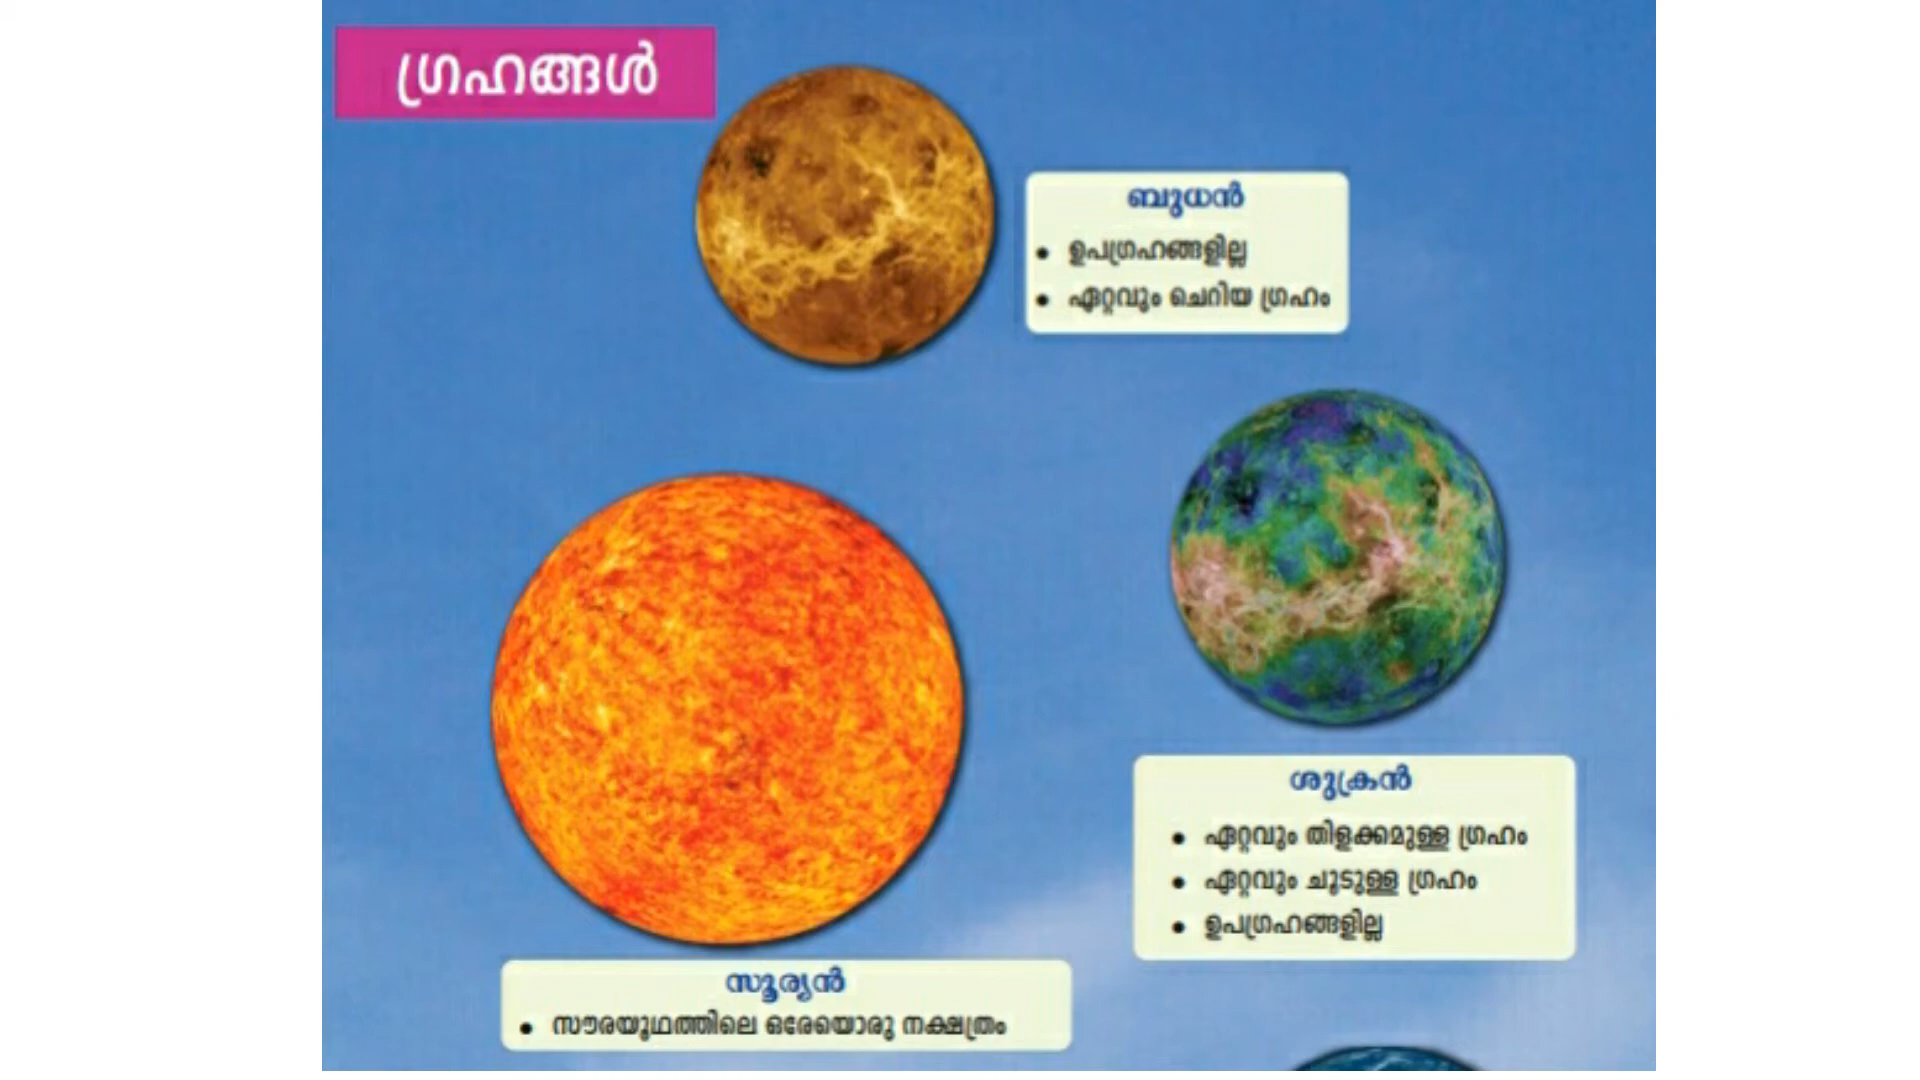 ഗ്രഹങ്ങൾ
ബുധൻ
• ഉപഗ്രഹങ്ങളില്ല
• ഏറ്റവും ചെറിയ ഗ്രഹം
ശുക്രൻ
• ഏറ്റവും തിളക്കമുള്ള ഗ്രഹം
• ഏറ്റവും ചൂടുള്ള ഗ്രഹം
• ഉപഗ്രഹങ്ങളില്ല
സൂര്യൻ
• സൗരയൂഥത്തിലെ ഒരേയൊരു നക്ഷത്രം